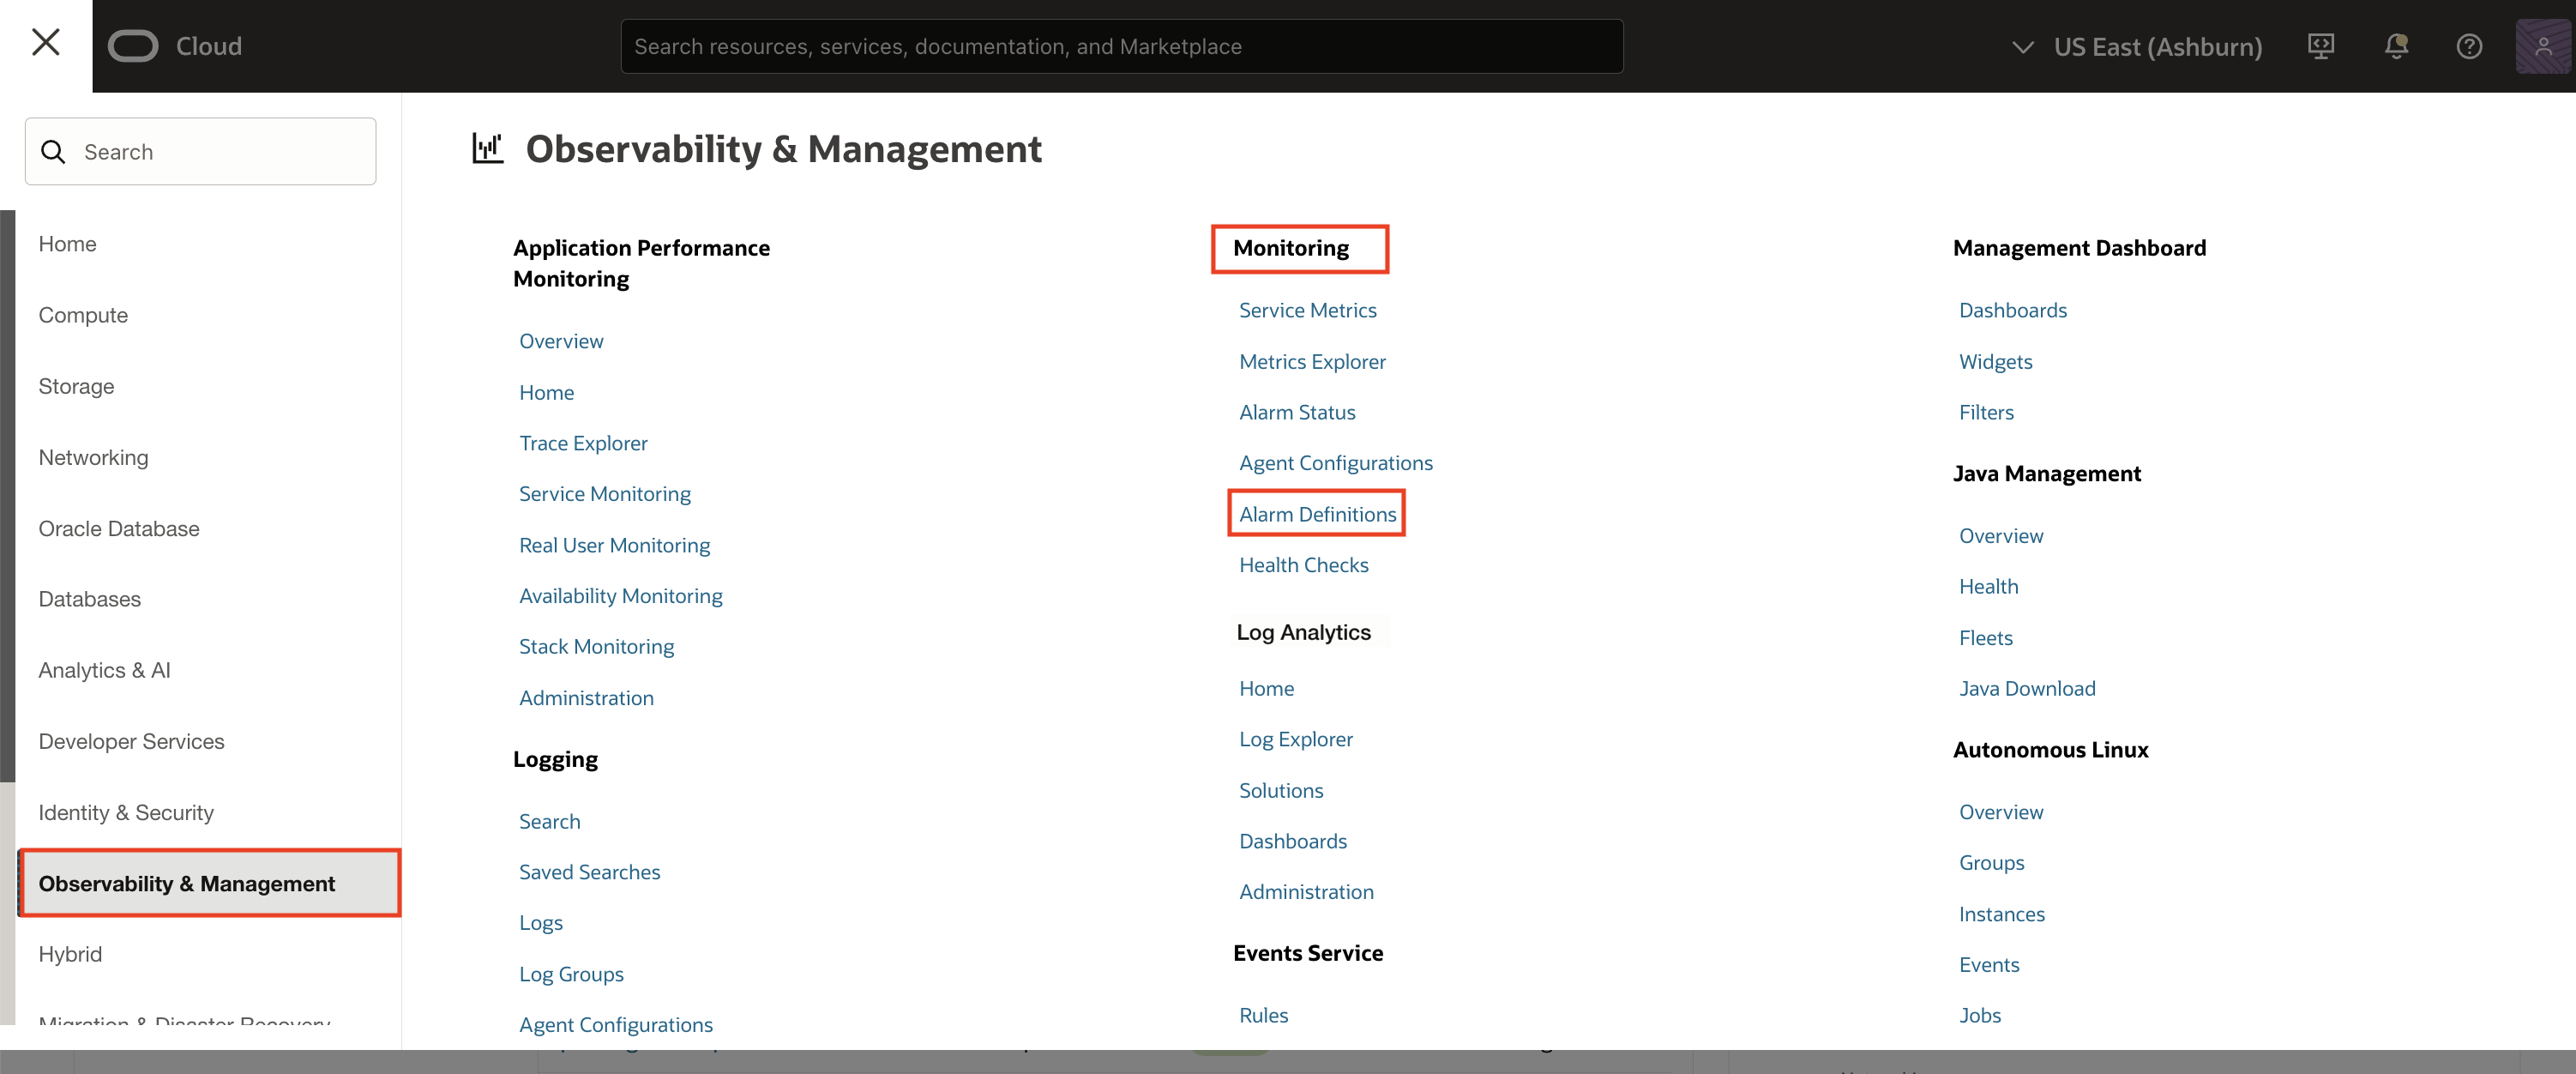 Cloud
Search resources, services, documentation, and Marketplace
US East (Ashburn)
Search
Home
Compute
Storage
Networking
Oracle Database
Databases
Analytics & AI
Developer Services
Identity & Security
Observability & Management
Hybrid
Migration & Disaster Recovery
Observability & Management
Application Performance
Monitoring
Overview
Home
Trace Explorer
Service Monitoring
Real User Monitoring
Availability Monitoring
Stack Monitoring
Administration
Logging
Search
Saved Searches
Logs
Log Groups
Agent Configurations
Monitoring
Service Metrics
Metrics Explorer
Alarm Status
Agent Configurations
Alarm Definitions
Health Checks
Log Analytics
Home
Log Explorer
Solutions
Dashboards
Administration
Events Service
Rules
Management Dashboard
Dashboards
Widgets
Filters
Java Management
Overview
Health
Fleets
Java Download
Autonomous Linux
Overview
Groups
Instances
Events
Jobs